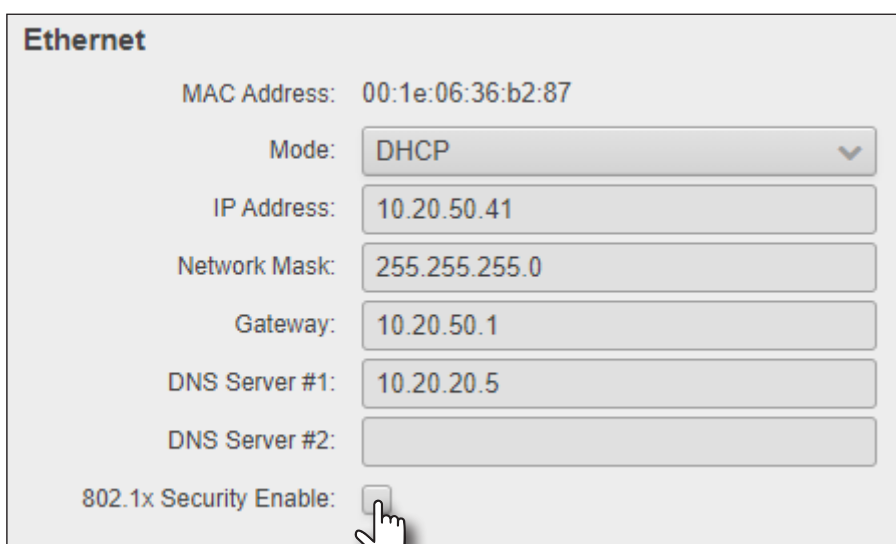 Ethernet
MAC Address: 00:1e:06:36:b2:87
Mode: DHCP
IP Address: 10.20.50.41
Network Mask: 255.255.255.0
Gateway: 10.20.50.1
DNS Server #1: 10.20.20.5
DNS Server #2:
802.1x Security Enable: